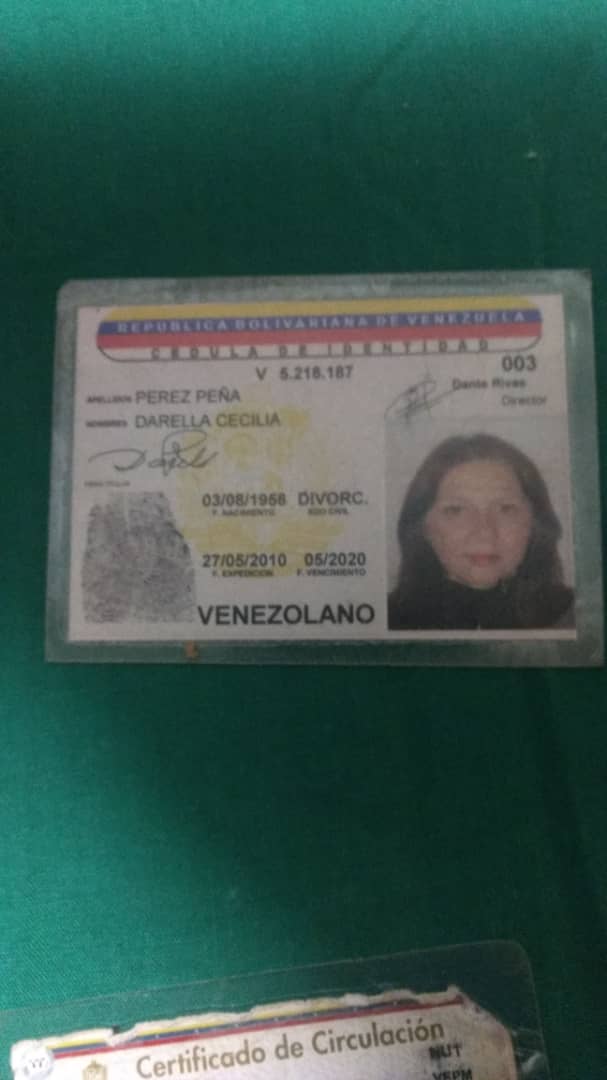 REPUBLICA BOLIVARIANA DE VENEZUELA
CEDULA DE IDENTIDAD
V 5.218.187
003
APELLIDOS PEREZ PEÑA
Dante Rivas
Director
NOMBRES DARELLA CECILIA
FIRMA TITULAR
03/08/1958 DIVORC.
F. NACIMIENTO EDO CIVIL
27/05/2010 05/2020
F. EXPEDICION F. VENCIMIENTO
VENEZOLANO
Certificado de Circulación
NUT